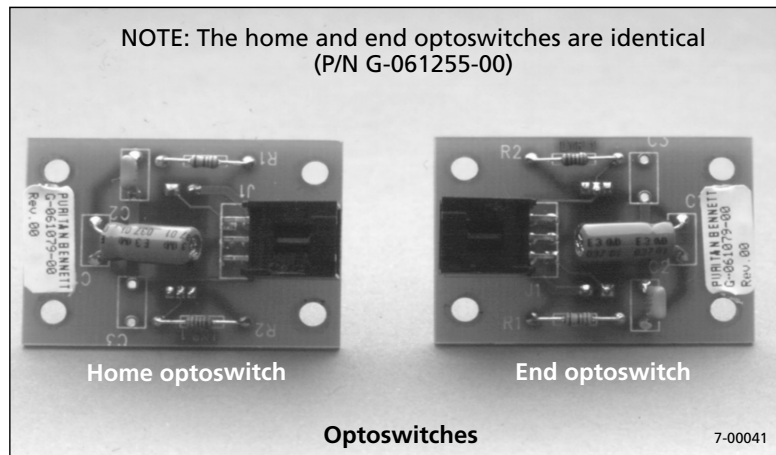 NOTE: The home and end optoswitches are identical
(P/N G-061255-00)
R1
J1
C2
C3
R2
PURITAN BENNETT
G-061079-00
Rev.00
Home optoswitch
R2
C3
J1
R1
PURITAN BENNETT
G-061079-00
Rev.00
End optoswitch
Optoswitches
7-00041